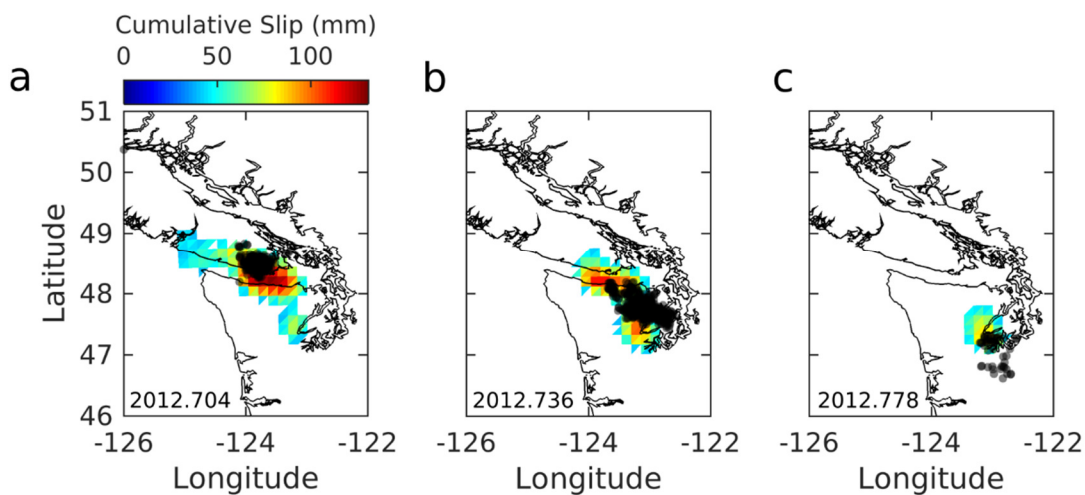 Cumulative Slip (mm)
0 50 100
a b c
51
50
49
48
47
46
Latitude
2012.704 2012.736 2012.778
-126 -124 -122 -126 -124 -122 -126 -124 -122
Longitude Longitude Longitude